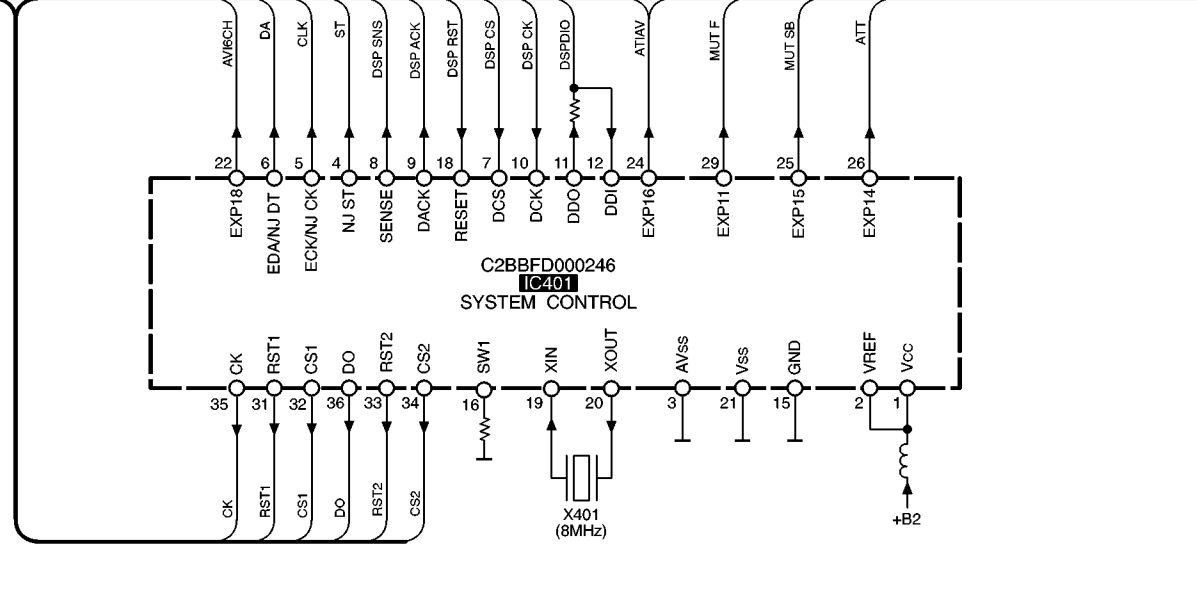 AVI6CH DA CLK ST DSP SNS DSP ACK DSP RST DSP CS DSP CK DSPDIO ATIAV MUT F MUT SB ATT
22 6 5 4 8 9 18 7 10 11 12 24 29 25 26
EXP18 EDA/NJ DT ECK/NJ CK NJ ST SENSE DACK RESET DCS DCK DDO DDI EXP16 EXP11 EXP15 EXP14
C2BBFD000246
IC401
SYSTEM CONTROL
CK RST1 CS1 DO RST2 CS2 SW1 XIN XOUT AVss Vss GND VREF Vcc
35 31 32 36 33 34 16 19 20 3 21 15 2 1
CK RST1 CS1 DO RST2 CS2
X401
(8MHz)
+B2